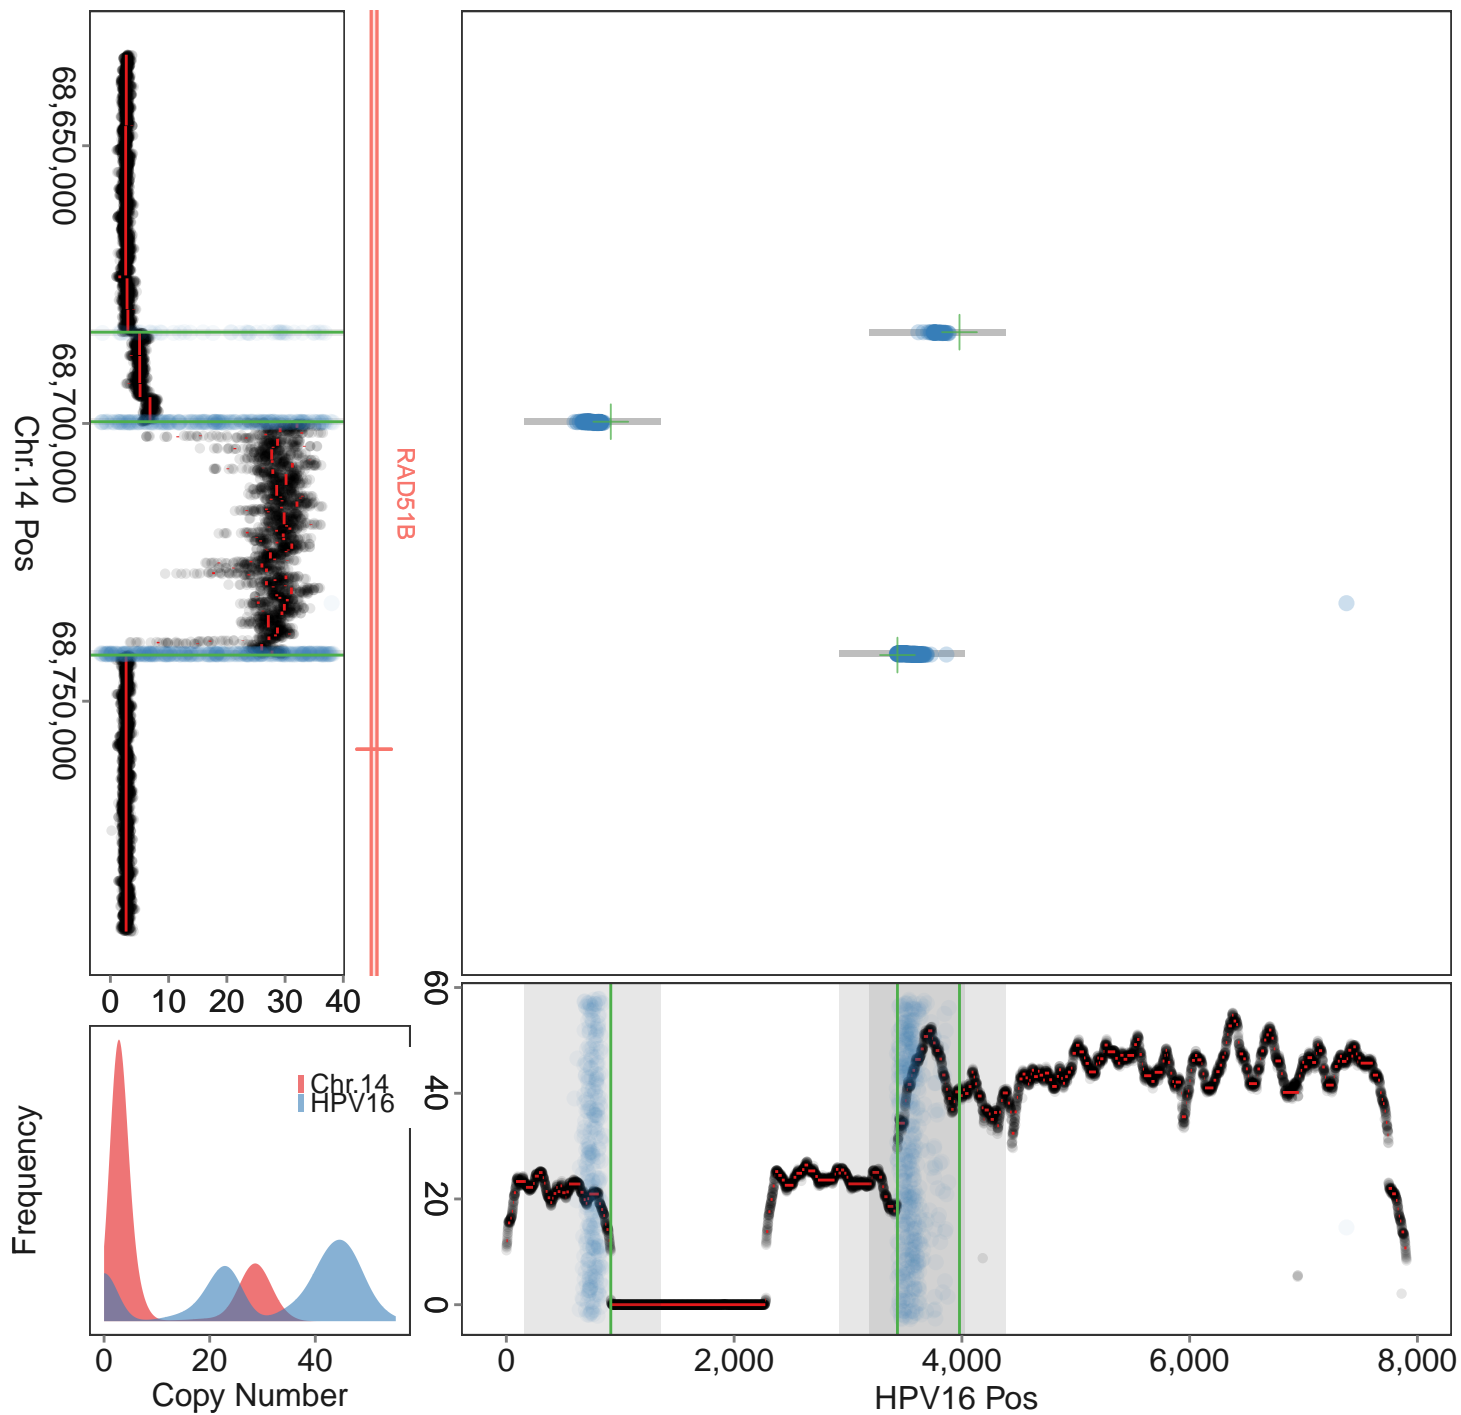 68,650,000
68,700,000
68,750,000
Chr.14 Pos
RAD51B
0 10 20 30 40
60
40
20
0
Chr.14
HPV16
Frequency
0 20 40
Copy Number
0 2,000 4,000 6,000 8,000
HPV16 Pos